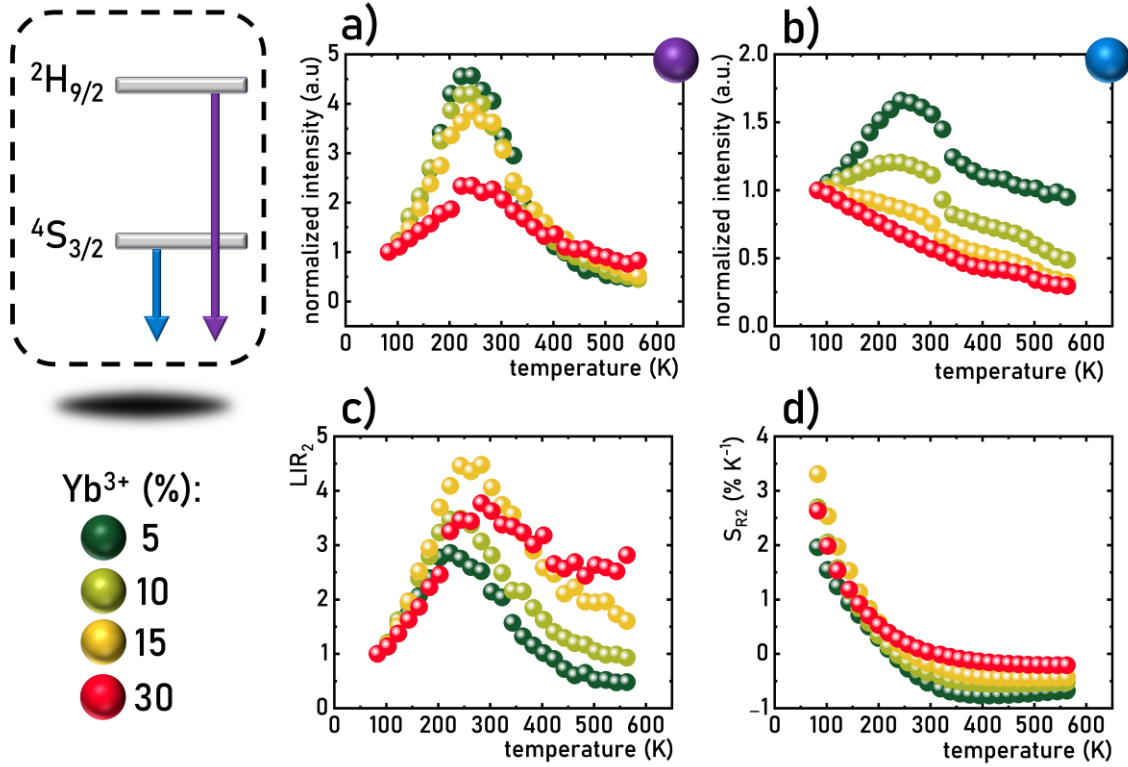 ²H₉/₂
⁴S₃/₂
Yb³⁺ (%):
5
10
15
30
a)
normalized intensity (a.u)
5
4
3
2
1
0
0 100 200 300 400 500 600
temperature (K)
b)
normalized intensity (a.u.)
2.0
1.5
1.0
0.5
0.0
0 100 200 300 400 500 600
temperature (K)
c)
LIR₂
5
4
3
2
1
0
0 100 200 300 400 500 600
temperature (K)
d)
S_R2 (% K⁻¹)
4
3
2
1
0
−1
0 100 200 300 400 500 600
temperature (K)